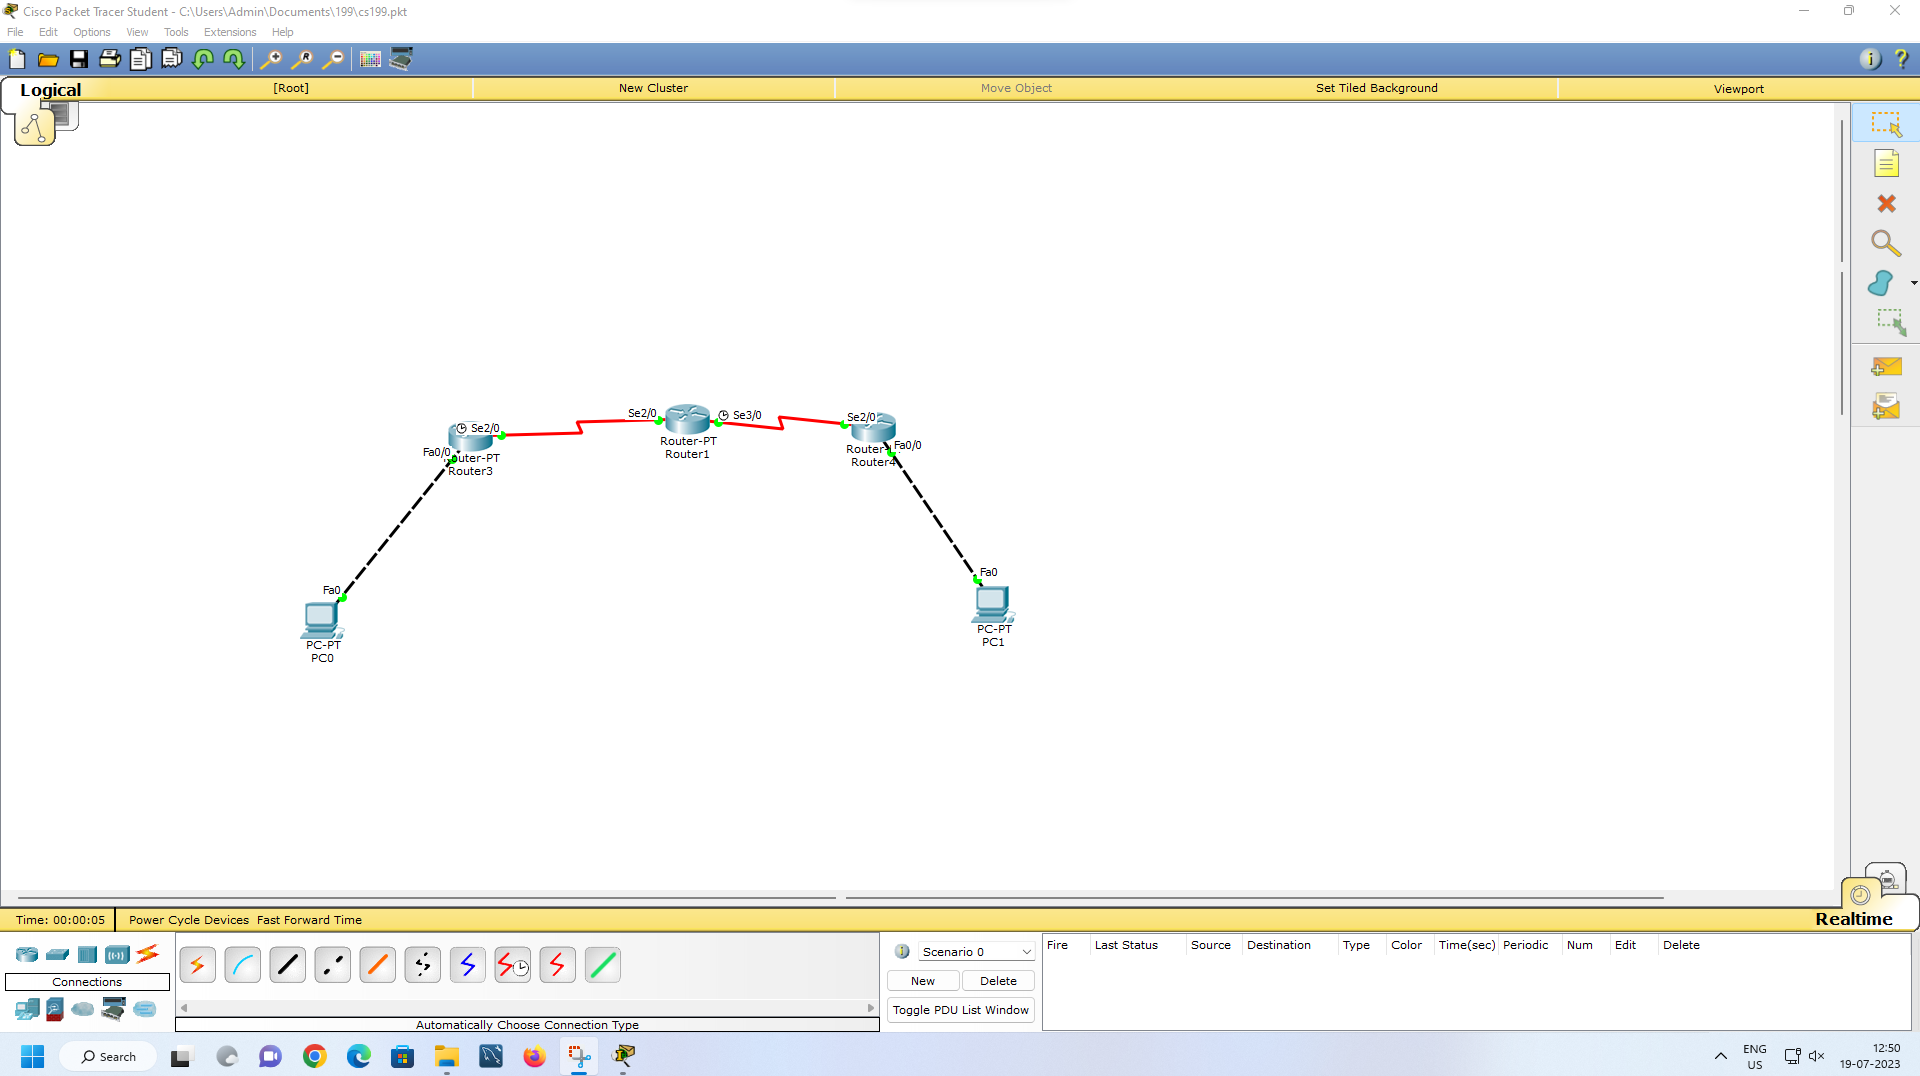 Cisco Packet Tracer Student - C:\Users\Admin\Documents\199\cs199.pkt
File Edit Options View Tools Extensions Help
Logical [Root] New Cluster Move Object Set Tiled Background Viewport
Se2/0 Se3/0 Se2/0
Se2/0
Fa0/0 Fa0/0
Router-PT
Router1
Router4
outer-PT
Router3
Fa0
Fa0
PC-PT
PC0
PC-PT
PC1
Realtime
Time: 00:00:05 Power Cycle Devices Fast Forward Time
Connections
Automatically Choose Connection Type
Scenario 0
New Delete
Toggle PDU List Window
Fire Last Status Source Destination Type Color Time(sec) Periodic Num Edit Delete
Search
ENG
US
12:50
19-07-2023